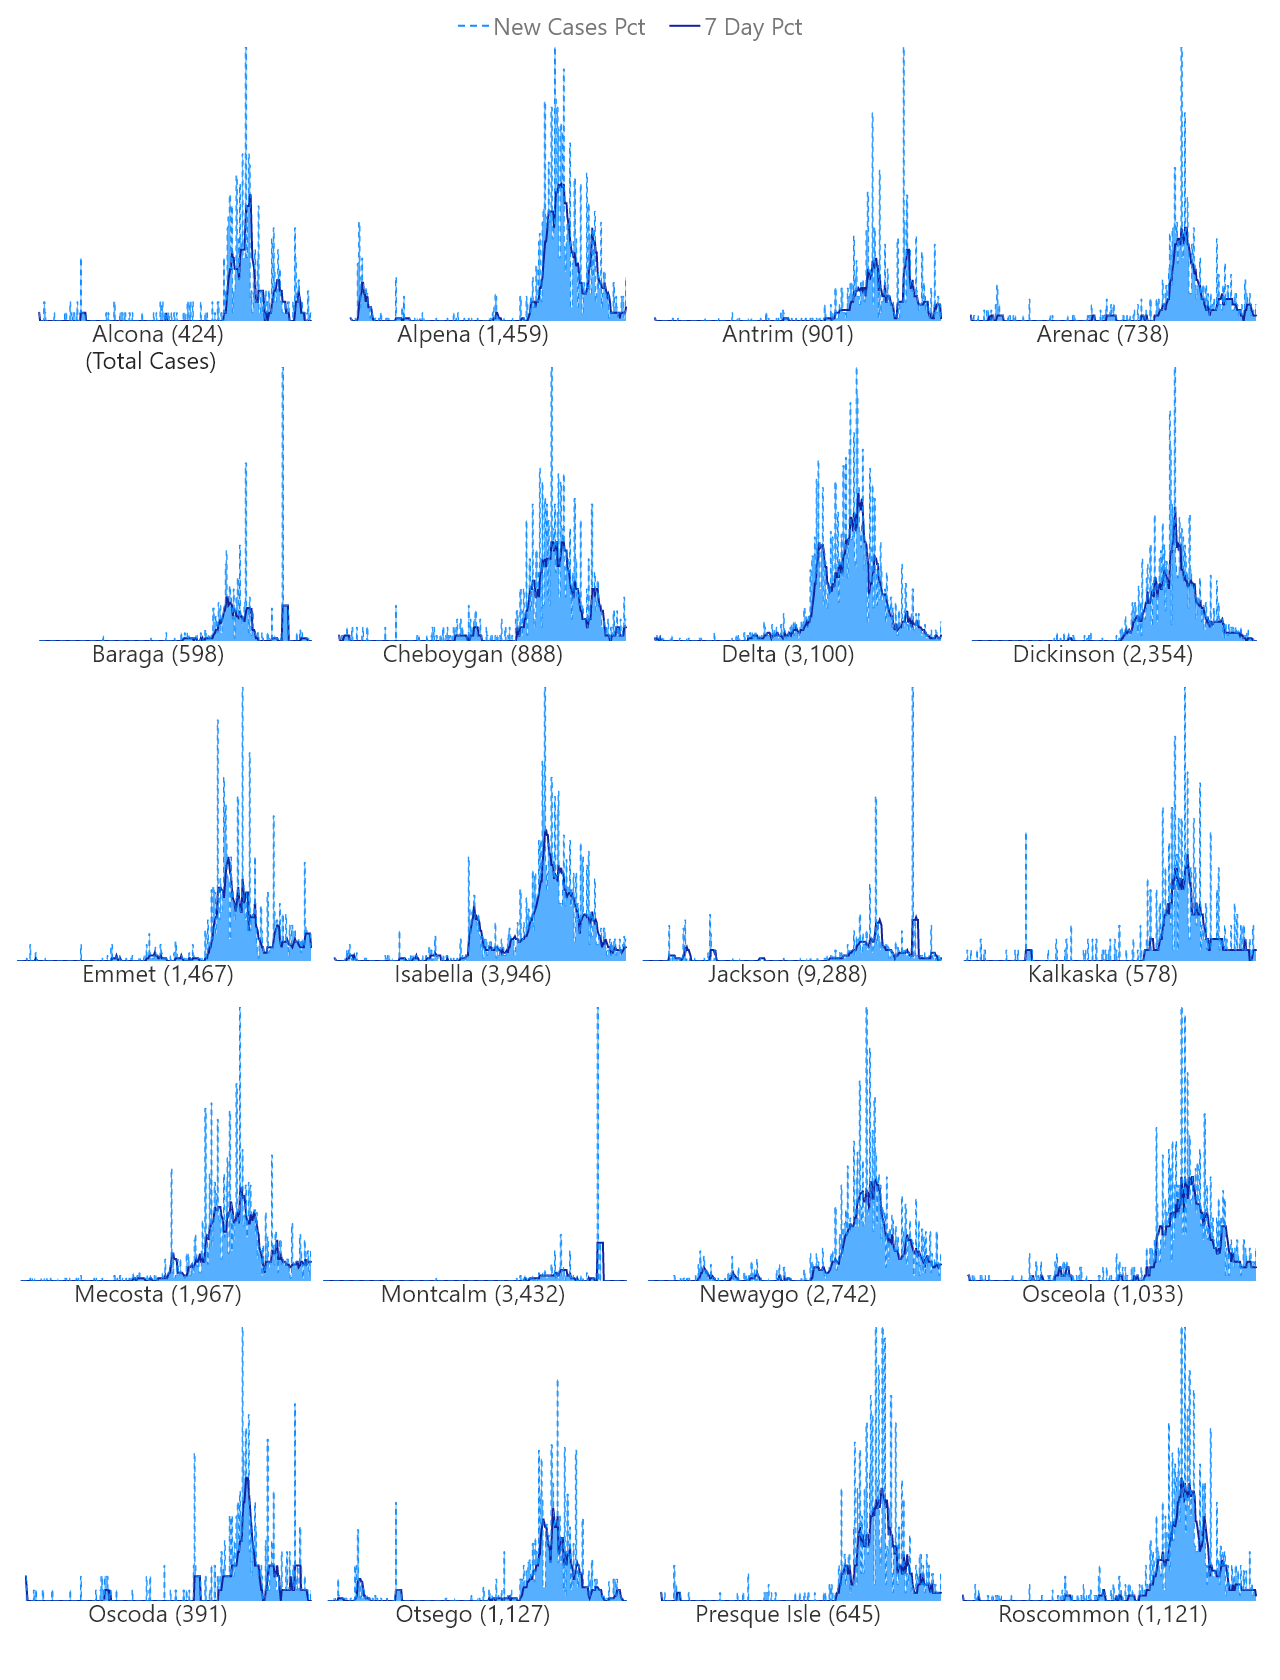 New Cases Pct 7 Day Pct
Alcona (424) Alpena (1,459) Antrim (901) Arenac (738)
(Total Cases)
Baraga (598) Cheboygan (888) Delta (3,100) Dickinson (2,354)
Emmet (1,467) Isabella (3,946) Jackson (9,288) Kalkaska (578)
Mecosta (1,967) Montcalm (3,432) Newaygo (2,742) Osceola (1,033)
Oscoda (391) Otsego (1,127) Presque Isle (645) Roscommon (1,121)